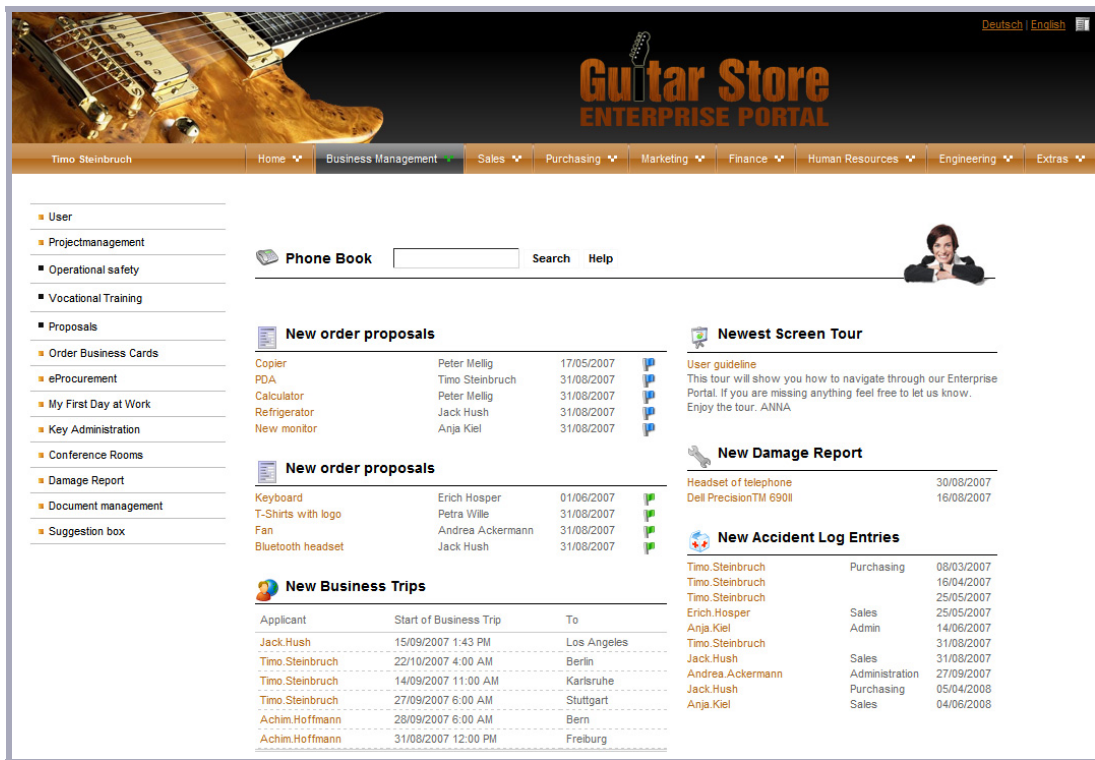 Deutsch | English
Guitar Store
ENTERPRISE PORTAL
Timo Steinbruch Home Business Management Sales Purchasing Marketing Finance Human Resources Engineering Extras
User
Projectmanagement
Operational safety
Vocational Training
Proposals
Order Business Cards
eProcurement
My First Day at Work
Key Administration
Conference Rooms
Damage Report
Document management
Suggestion box
Phone Book Search Help
New order proposals
Copier Peter Mellig 17/05/2007
PDA Timo Steinbruch 31/08/2007
Calculator Peter Mellig 31/08/2007
Refrigerator Jack Hush 31/08/2007
New monitor Anja Kiel 31/08/2007
New order proposals
Keyboard Erich Hosper 01/06/2007
T-Shirts with logo Petra Wille 31/08/2007
Fan Andrea Ackermann 31/08/2007
Bluetooth headset Jack Hush 31/08/2007
New Business Trips
Applicant Start of Business Trip To
Jack.Hush 15/09/2007 1:43 PM Los Angeles
Timo.Steinbruch 22/10/2007 4:00 AM Berlin
Timo.Steinbruch 14/09/2007 11:00 AM Karlsruhe
Timo.Steinbruch 27/09/2007 6:00 AM Stuttgart
Achim.Hoffmann 28/09/2007 6:00 AM Bern
Achim.Hoffmann 31/08/2007 12:00 PM Freiburg
Newest Screen Tour
User guideline
This tour will show you how to navigate through our Enterprise
Portal. If you are missing anything feel free to let us know.
Enjoy the tour. ANNA
New Damage Report
Headset of telephone 30/08/2007
Dell PrecisionTM 690II 16/08/2007
New Accident Log Entries
Timo.Steinbruch Purchasing 08/03/2007
Timo.Steinbruch 16/04/2007
Timo.Steinbruch 25/05/2007
Erich.Hosper Sales 25/05/2007
Anja.Kiel Admin 14/06/2007
Timo.Steinbruch 31/08/2007
Jack.Hush Sales 31/08/2007
Andrea.Ackermann Administration 27/09/2007
Jack.Hush Purchasing 05/04/2008
Anja.Kiel Sales 04/06/2008